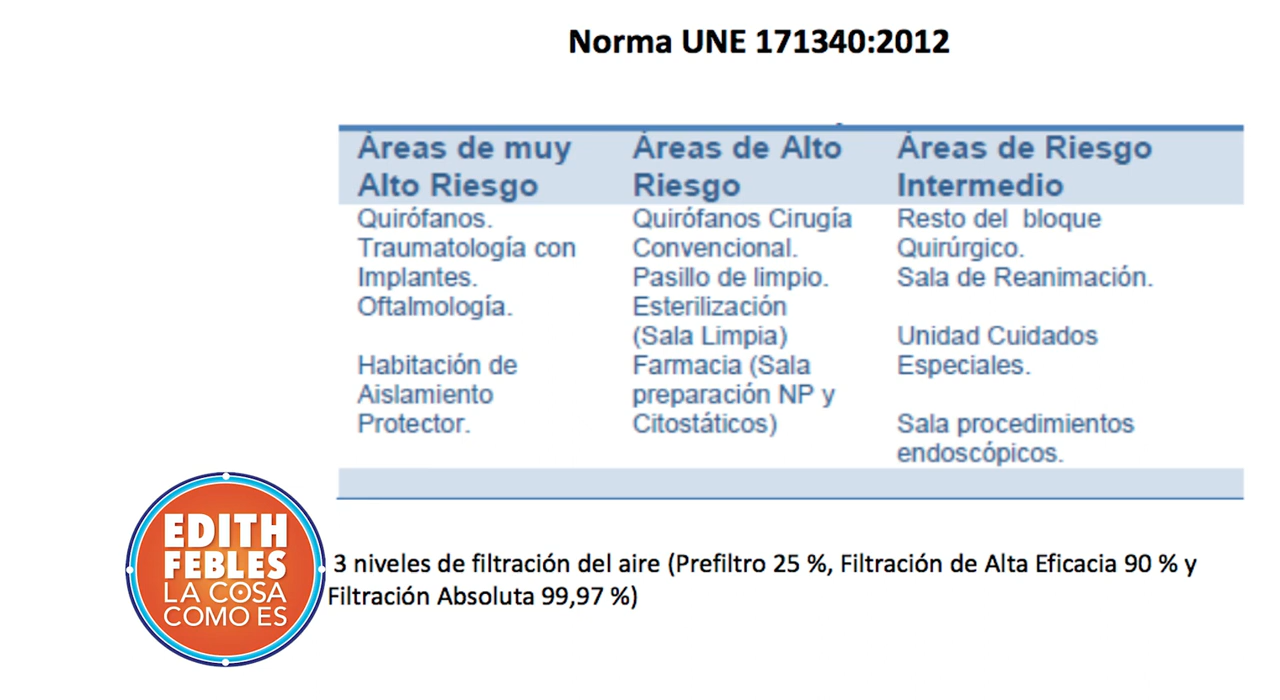 Norma UNE 171340:2012
Áreas de muy
Alto Riesgo
Quirófanos.
Traumatología con
Implantes.
Oftalmología.
Habitación de
Aislamiento
Protector.
Áreas de Alto
Riesgo
Quirófanos Cirugía
Convencional.
Pasillo de limpio.
Esterilización
(Sala Limpia)
Farmacia (Sala
preparación NP y
Citostáticos)
Áreas de Riesgo
Intermedio
Resto del bloque
Quirúrgico.
Sala de Reanimación.
Unidad Cuidados
Especiales.
Sala procedimientos
endoscópicos.
EDITH
FEBLES
LA COSA
COMO ES
3 niveles de filtración del aire (Prefiltro 25 %, Filtración de Alta Eficacia 90 % y
Filtración Absoluta 99,97 %)